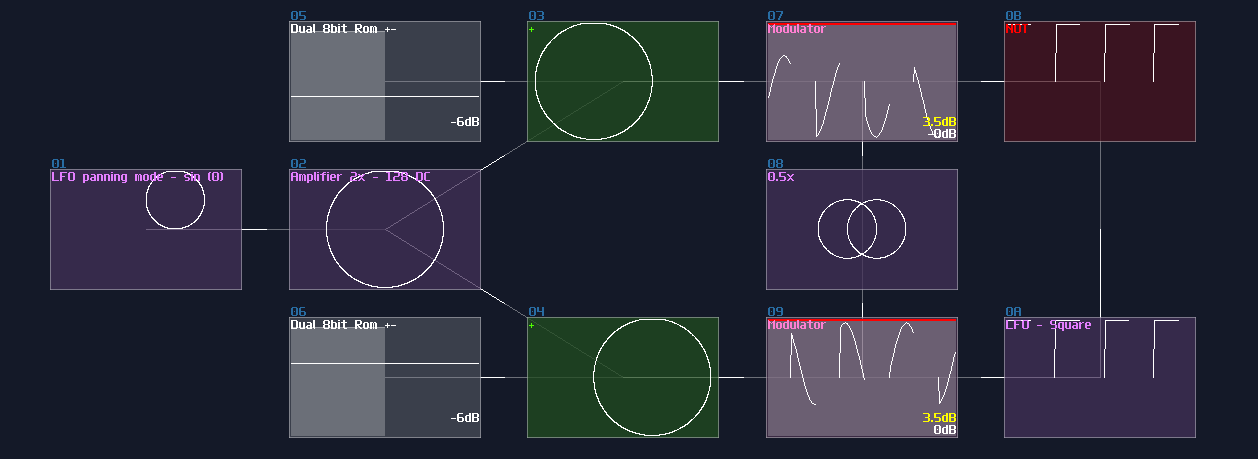 05
Dual 8bit Rom +-
-6dB
03
+
07
Modulator
3.5dB
-0dB
0B
01
LFO panning mode - sin (0)
02
Amplifier 2x - 128 DC
08
0.5x
06
Dual 8bit Rom +-
-6dB
04
+
09
Modulator
3.5dB
0dB
0A
- Square